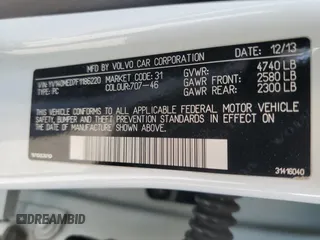 MFD BY VOLVO CAR CORPORATION 12/13
TYPE: PC MARKET CODE: 31 GVWR: 4740 LB
COLOUR: 707-46 GAWR FRONT: 2580 LB
GAWR REAR: 2300 LB
THIS VEHICLE CONFORMS TO ALL APPLICABLE FEDERAL MOTOR VEHICLE
SAFETY, BUMPER AND THEFT PREVENTION STANDARDS IN EFFECT ON THE
DATE OF MANUFACTURE SHOWN ABOVE.
31416040
DREAMBID